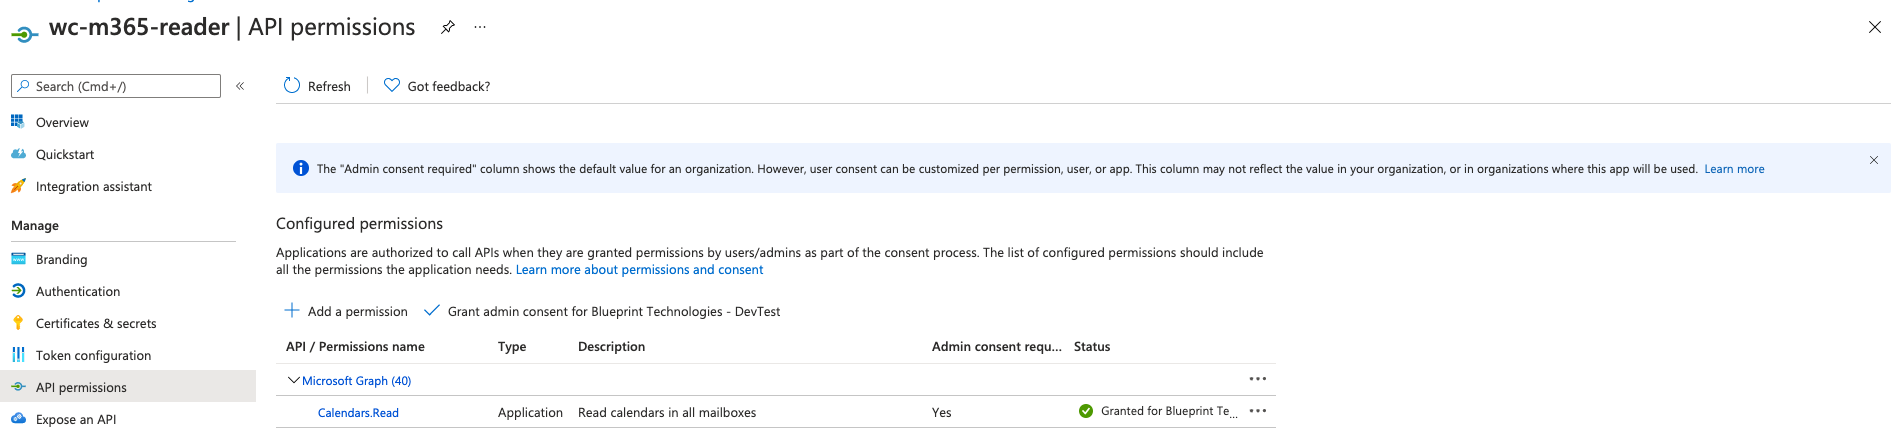 wc-m365-reader | API permissions
Search (Cmd+/)
Overview
Quickstart
Integration assistant
Manage
Branding
Authentication
Certificates & secrets
Token configuration
API permissions
Expose an API
Refresh
Got feedback?
The "Admin consent required" column shows the default value for an organization. However, user consent can be customized per permission, user, or app. This column may not reflect the value in your organization, or in organizations where this app will be used. Learn more
Configured permissions
Applications are authorized to call APIs when they are granted permissions by users/admins as part of the consent process. The list of configured permissions should include
all the permissions the application needs. Learn more about permissions and consent
Add a permission
Grant admin consent for Blueprint Technologies - DevTest
API / Permissions name Type Description Admin consent requ... Status
Microsoft Graph (40)
Calendars.Read Application Read calendars in all mailboxes Yes Granted for Blueprint Te...